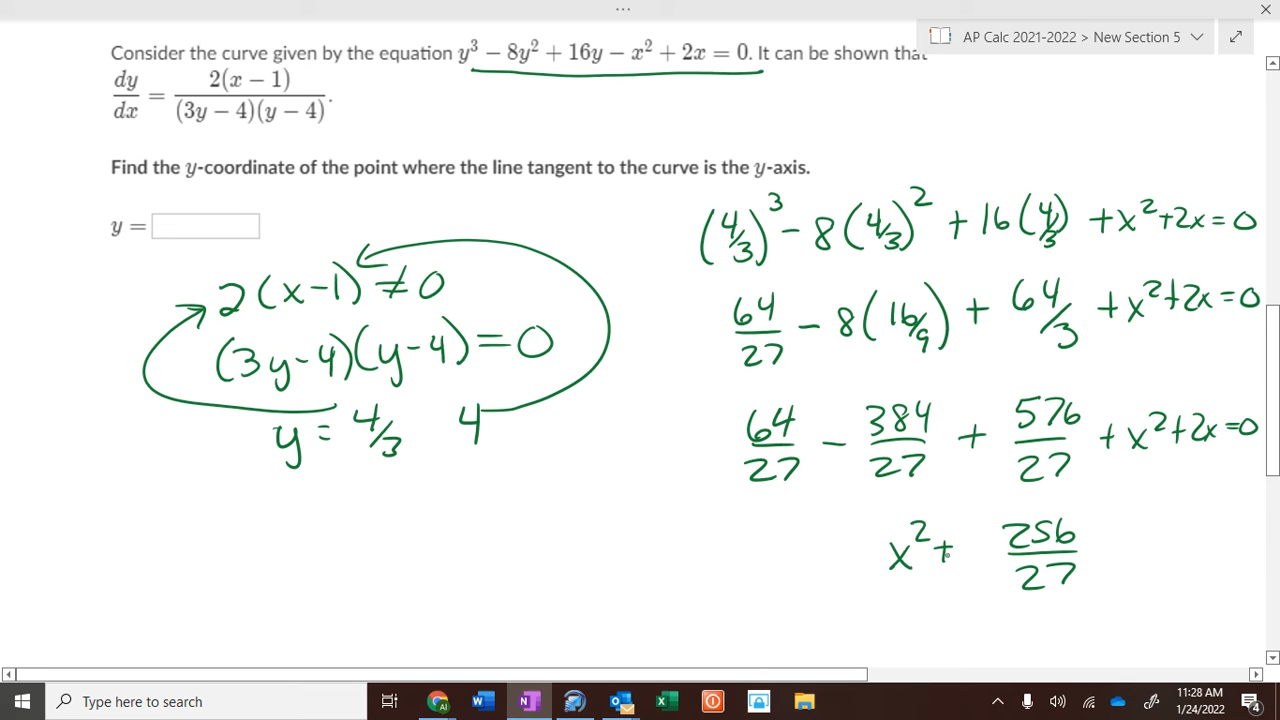 ...
AP Calc 2021-2022 > New Section 5
Consider the curve given by the equation y³ − 8y² + 16y − x² + 2x = 0. It can be shown that
dy/dx = 2(x − 1)/((3y − 4)(y − 4)).
Find the y-coordinate of the point where the line tangent to the curve is the y-axis.
y =
2(x-1) ≠ 0
(3y-4)(y-4) = 0
y = 4/3 4
(4/3)³ - 8(4/3)² + 16(4/3) + x² + 2x = 0
64/27 - 8(16/9) + 64/3 + x² + 2x = 0
64/27 - 384/27 + 576/27 + x² + 2x = 0
x² + 256/27
Type here to search
11:28 AM
1/24/2022
4